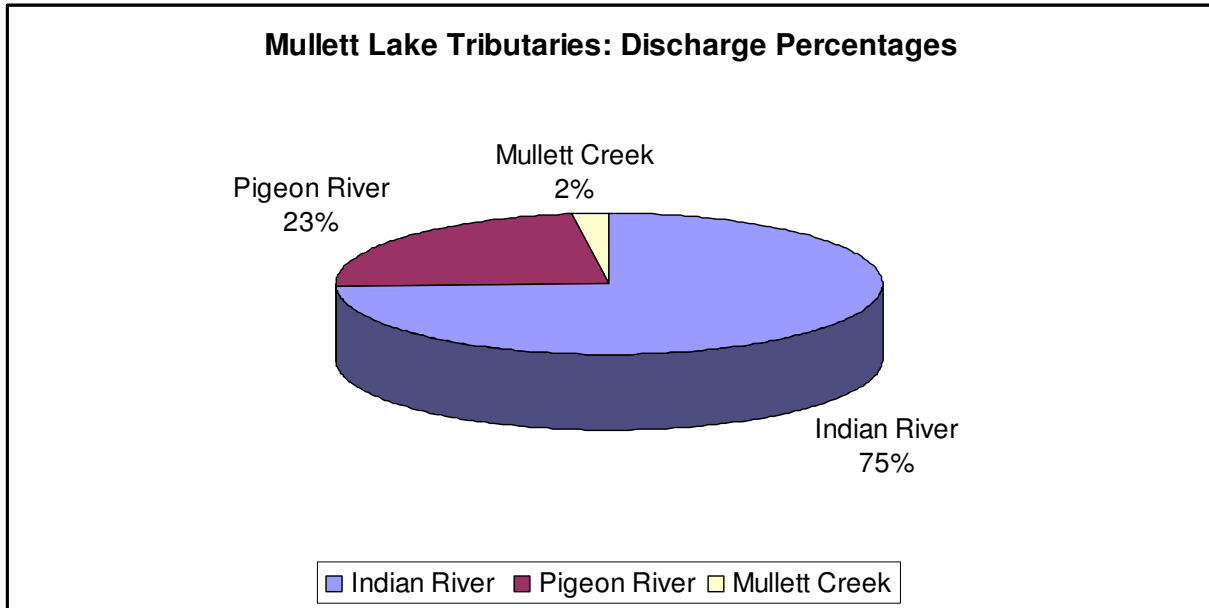 Mullett Lake Tributaries: Discharge Percentages
Mullett Creek
2%
Pigeon River
23%
Indian River
75%
Indian River Pigeon River Mullett Creek